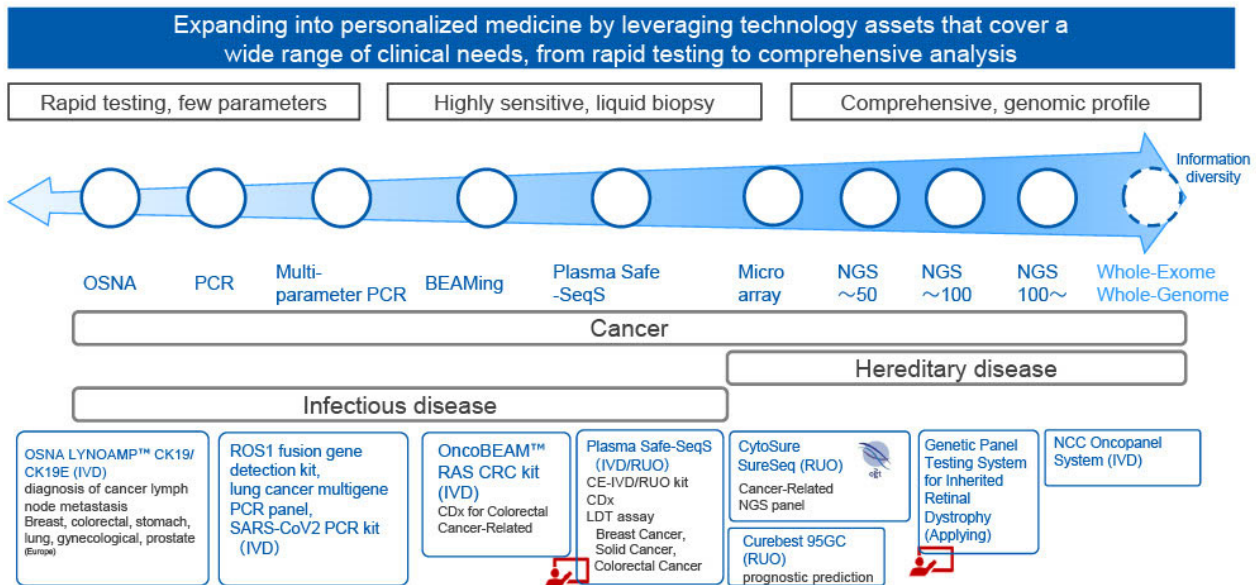 Expanding into personalized medicine by leveraging technology assets that cover a
wide range of clinical needs, from rapid testing to comprehensive analysis
Rapid testing, few parameters
Highly sensitive, liquid biopsy
Comprehensive, genomic profile
Information
diversity
OSNA
PCR
Multi-
parameter PCR
BEAMing
Plasma Safe
-SeqS
Micro
array
NGS
～50
NGS
～100
NGS
100～
Whole-Exome
Whole-Genome
Cancer
Hereditary disease
Infectious disease
OSNA LYNOAMP™ CK19/
CK19E (IVD)
diagnosis of cancer lymph
node metastasis
Breast, colorectal, stomach,
lung, gynecological, prostate
(Europe)
ROS1 fusion gene
detection kit,
lung cancer multigene
PCR panel,
SARS-CoV2 PCR kit
（IVD）
OncoBEAM™
RAS CRC kit
(IVD)
CDx for Colorectal
Cancer-Related
Plasma Safe-SeqS
（IVD/RUO）
CE-IVD/RUO kit
CDx
LDT assay
Breast Cancer,
Solid Cancer,
Colorectal Cancer
CytoSure
SureSeq (RUO)
Cancer-Related
NGS panel
ogt
Curebest 95GC
(RUO)
prognostic prediction
Genetic Panel
Testing System
for Inherited
Retinal
Dystrophy
(Applying)
NCC Oncopanel
System (IVD)